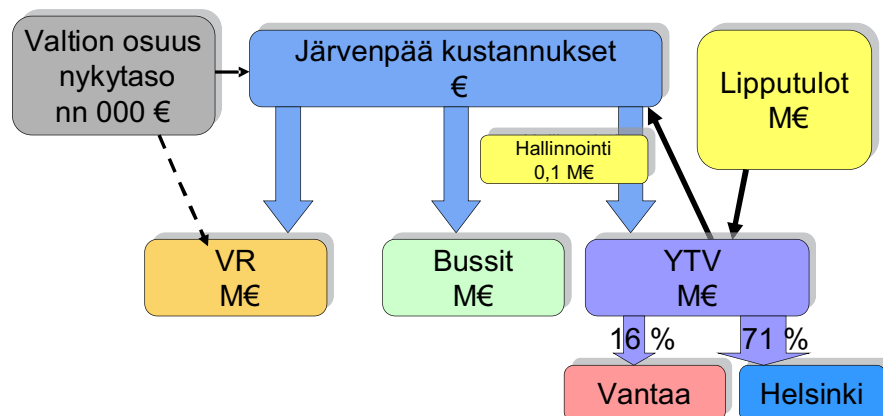 Valtion osuus
nykytaso
nn 000 €
Järvenpää kustannukset
€
Lipputulot
M€
Hallinnointi
0,1 M€
VR
M€
Bussit
M€
YTV
M€
16 %
71 %
Vantaa
Helsinki